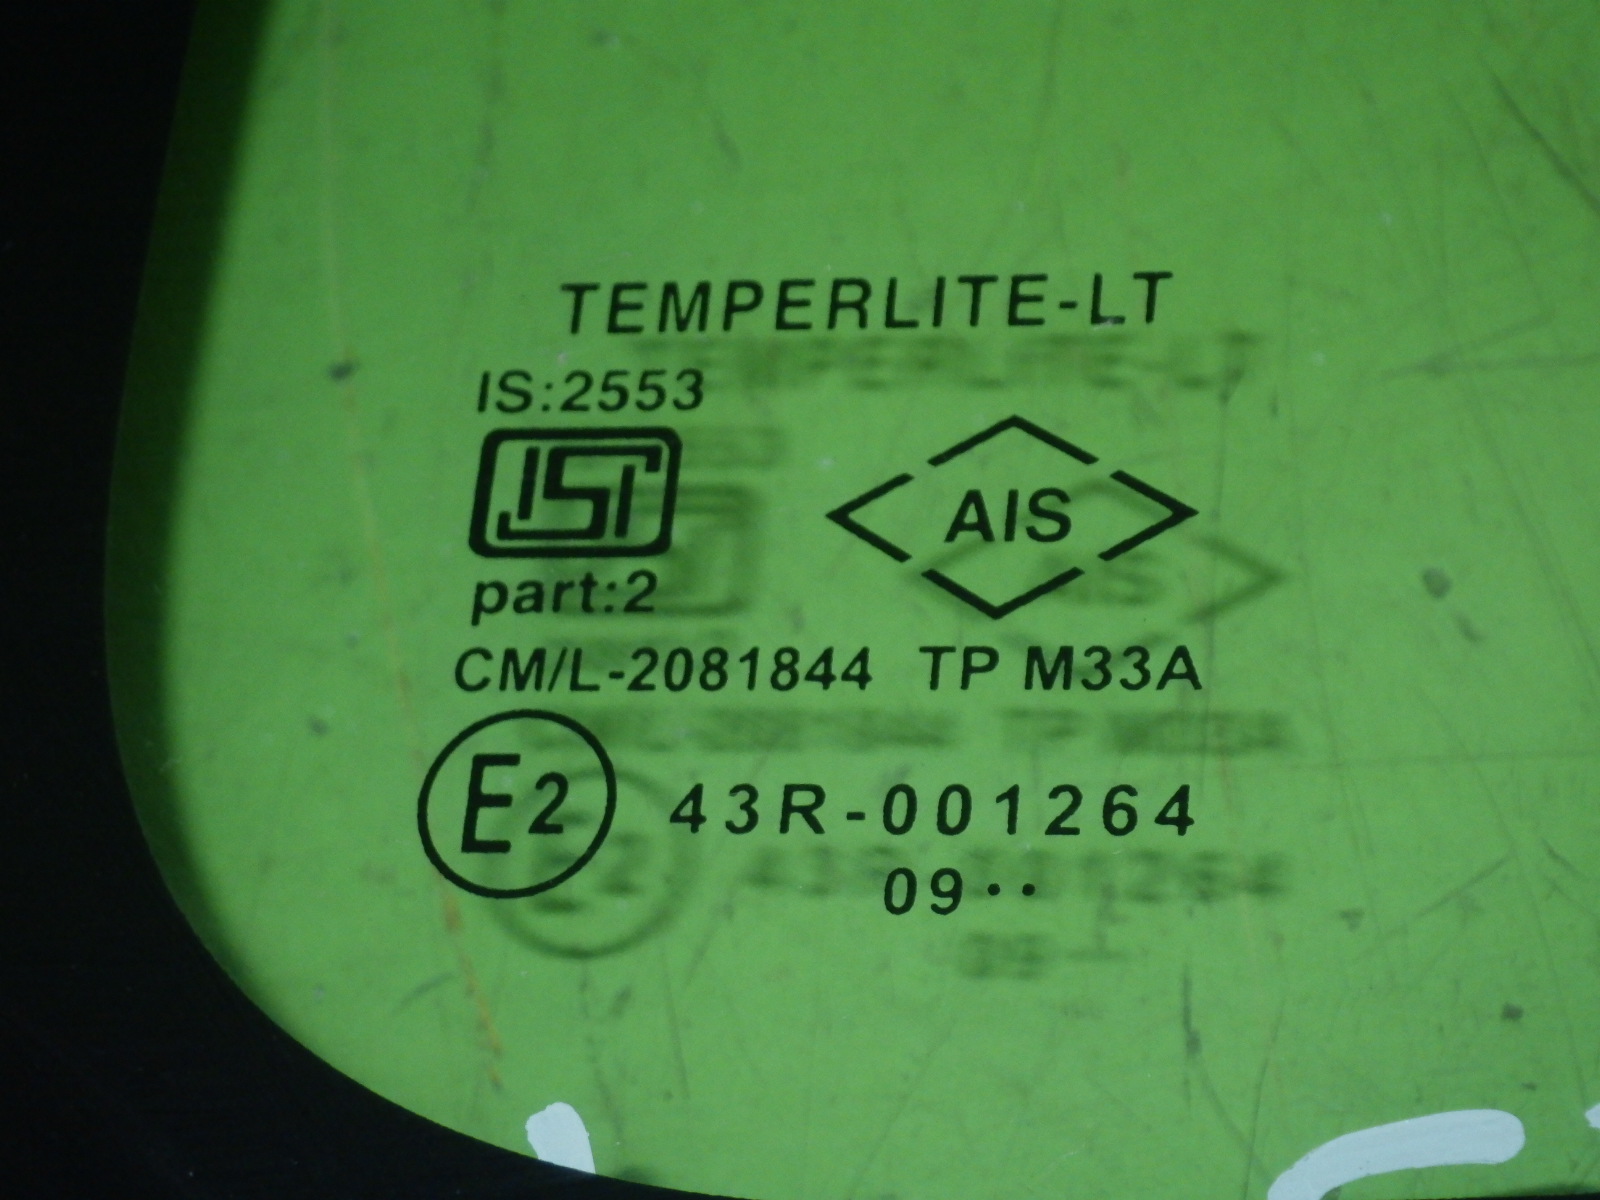 TEMPERLITE-LT
IS:2553
ISI
AIS
part:2
CM/L-2081844 TP M33A
E2 43R-001264
09··